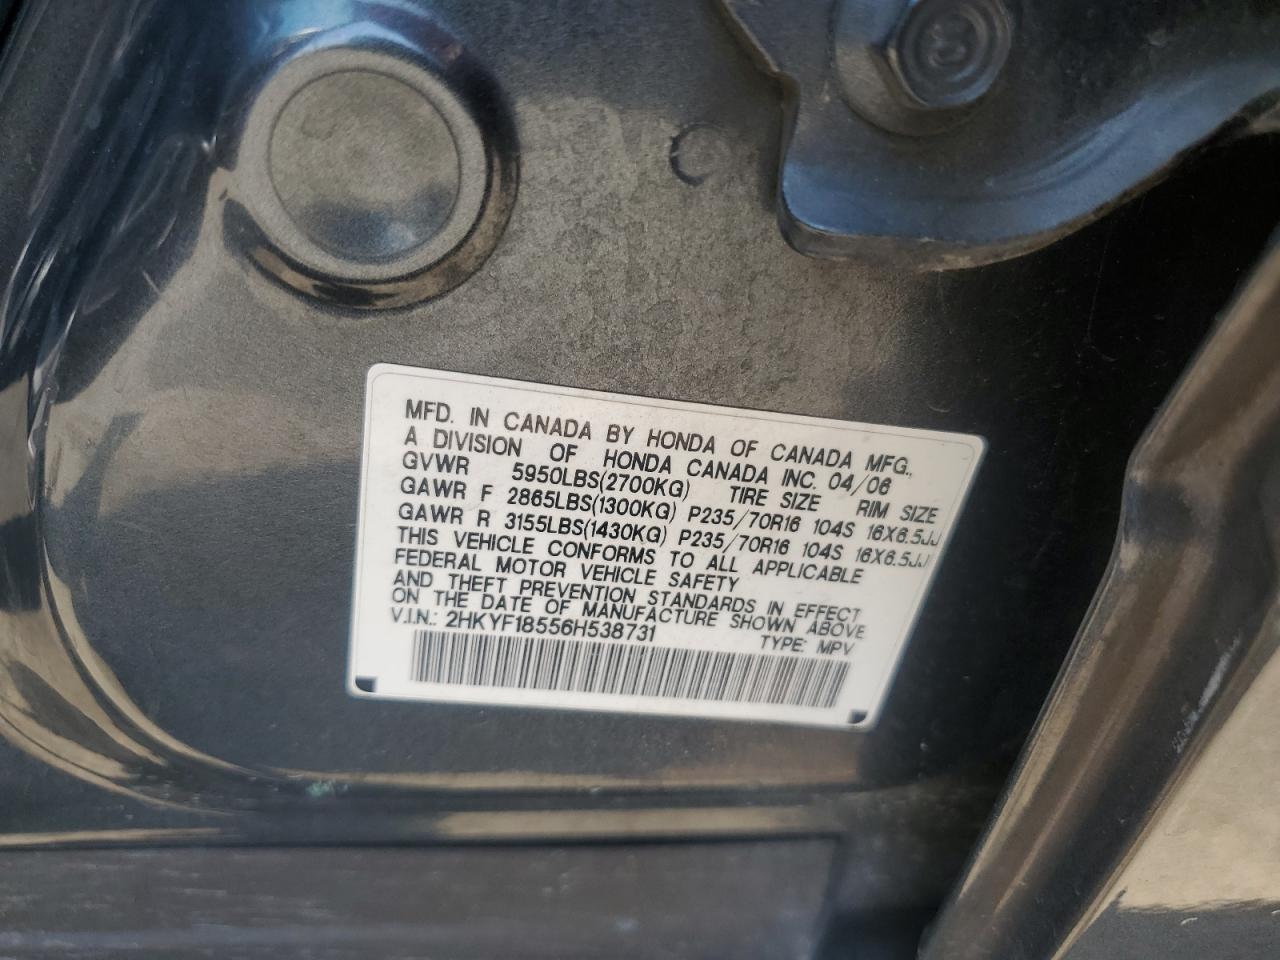 MFD. IN CANADA BY HONDA OF CANADA MFG.,
A DIVISION OF HONDA CANADA INC. 04/06
GVWR 5950LBS(2700KG) TIRE SIZE RIM SIZE
GAWR F 2865LBS(1300KG) P235/70R16 104S 16X6.5JJ
GAWR R 3155LBS(1430KG) P235/70R16 104S 16X6.5JJ
THIS VEHICLE CONFORMS TO ALL APPLICABLE
FEDERAL MOTOR VEHICLE SAFETY
AND THEFT PREVENTION STANDARDS IN EFFECT
ON THE DATE OF MANUFACTURE SHOWN ABOVE
V.I.N.: 2HKYF18556H538731 TYPE: MPV